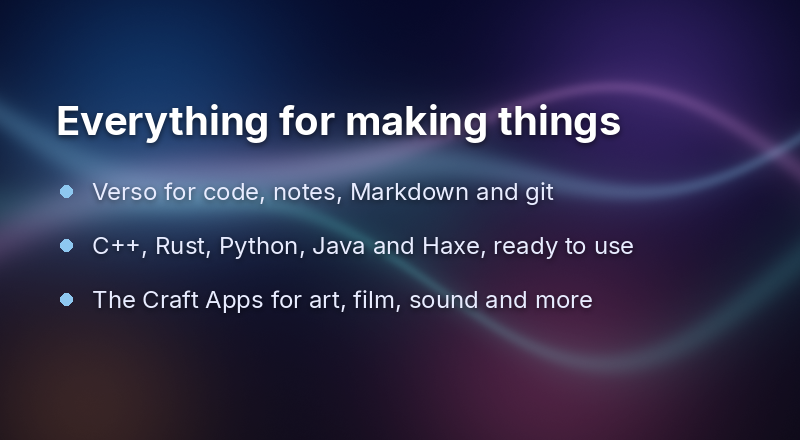 Everything for making things
Verso for code, notes, Markdown and git
C++, Rust, Python, Java and Haxe, ready to use
The Craft Apps for art, film, sound and more